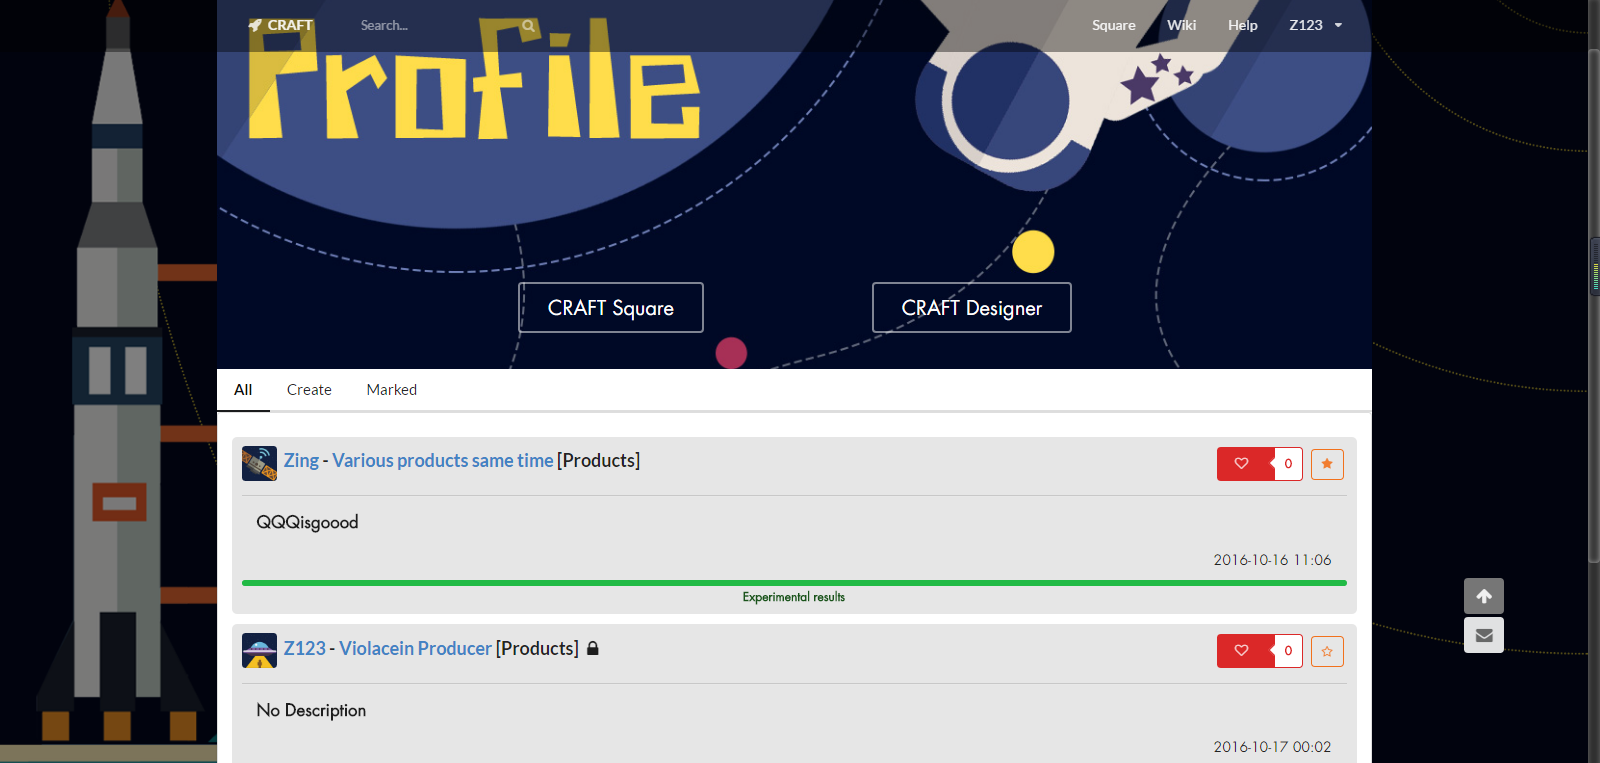 CRAFT Search... Square Wiki Help Z123
Profile
CRAFT Square CRAFT Designer
All Create Marked
Zing - Various products same time [Products] 0
QQQisgoood
2016-10-16 11:06
Experimental results
Z123 - Violacein Producer [Products] 0
No Description
2016-10-17 00:02